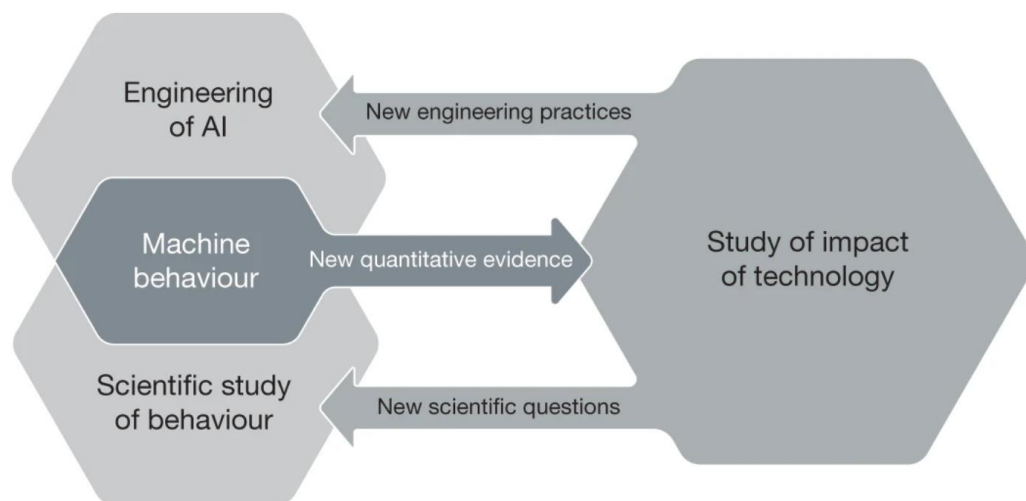 Engineering
of AI
New engineering practices
Machine
behaviour
New quantitative evidence
Study of impact
of technology
Scientific study
of behaviour
New scientific questions